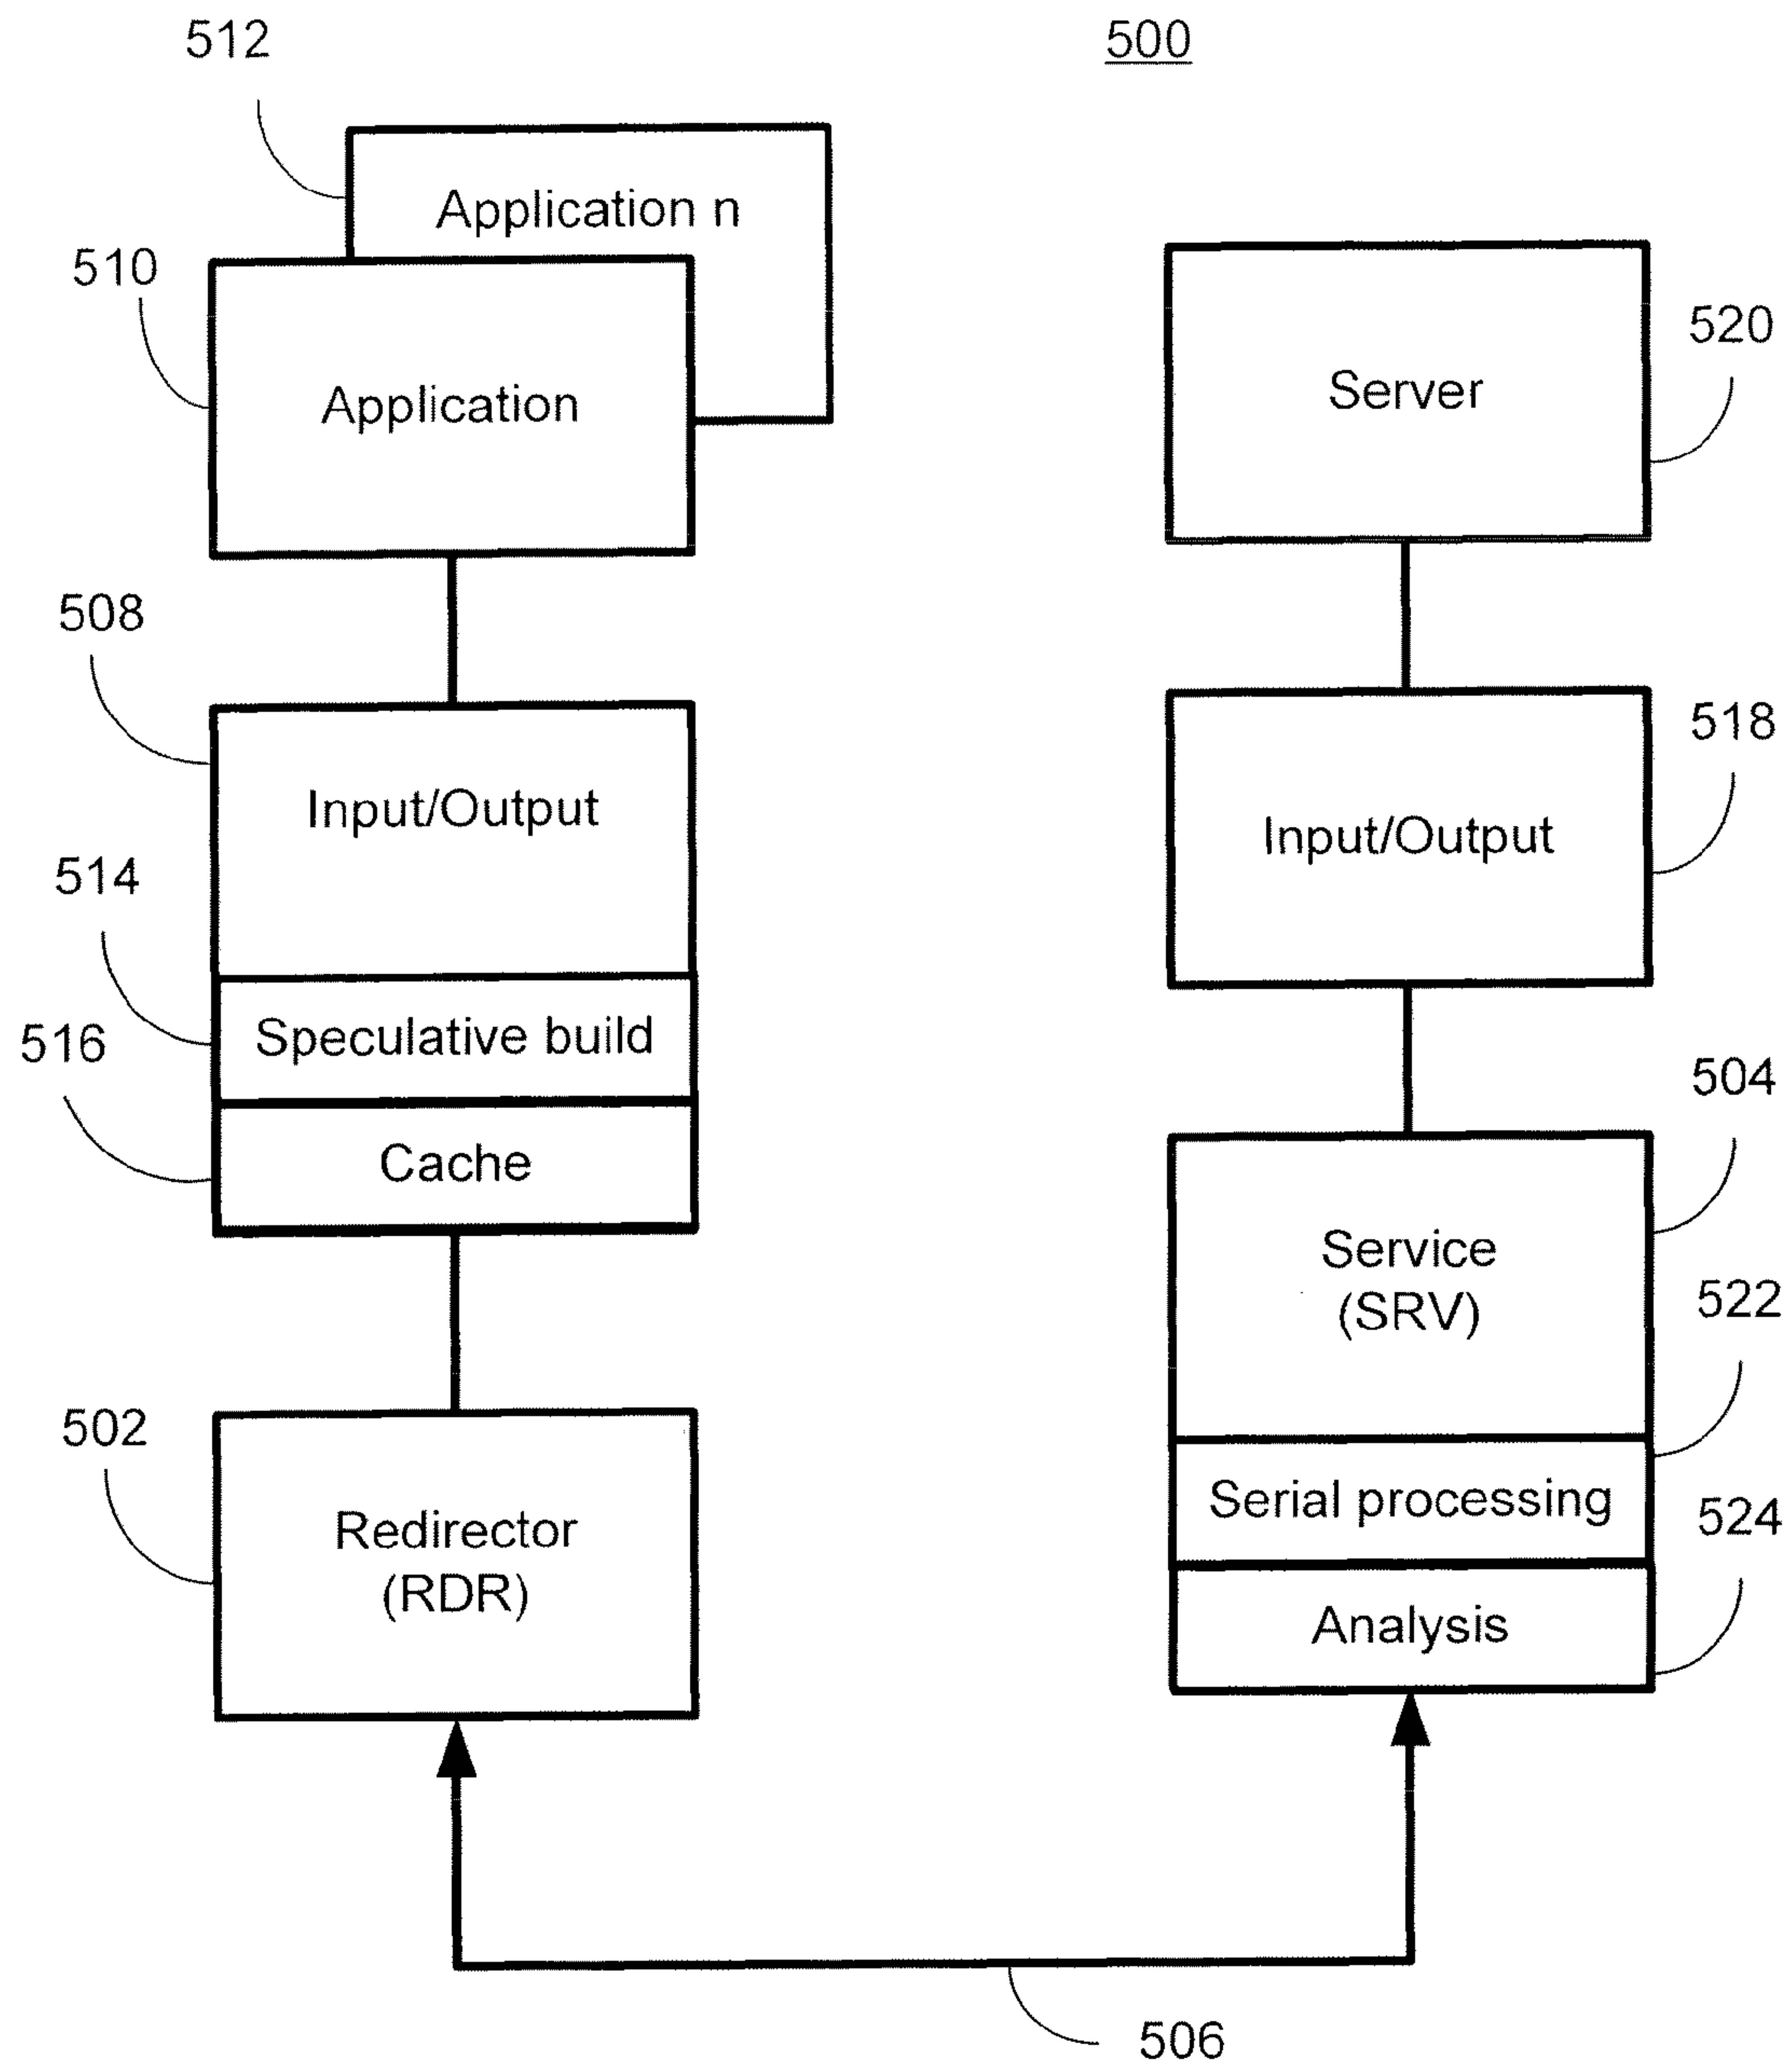 512
500
Application n
510
Application
520
Server
508
Input/Output
518
Input/Output
514
Speculative build
516
Cache
504
Service
(SRV)
522
Serial processing
524
Analysis
502
Redirector
(RDR)
506